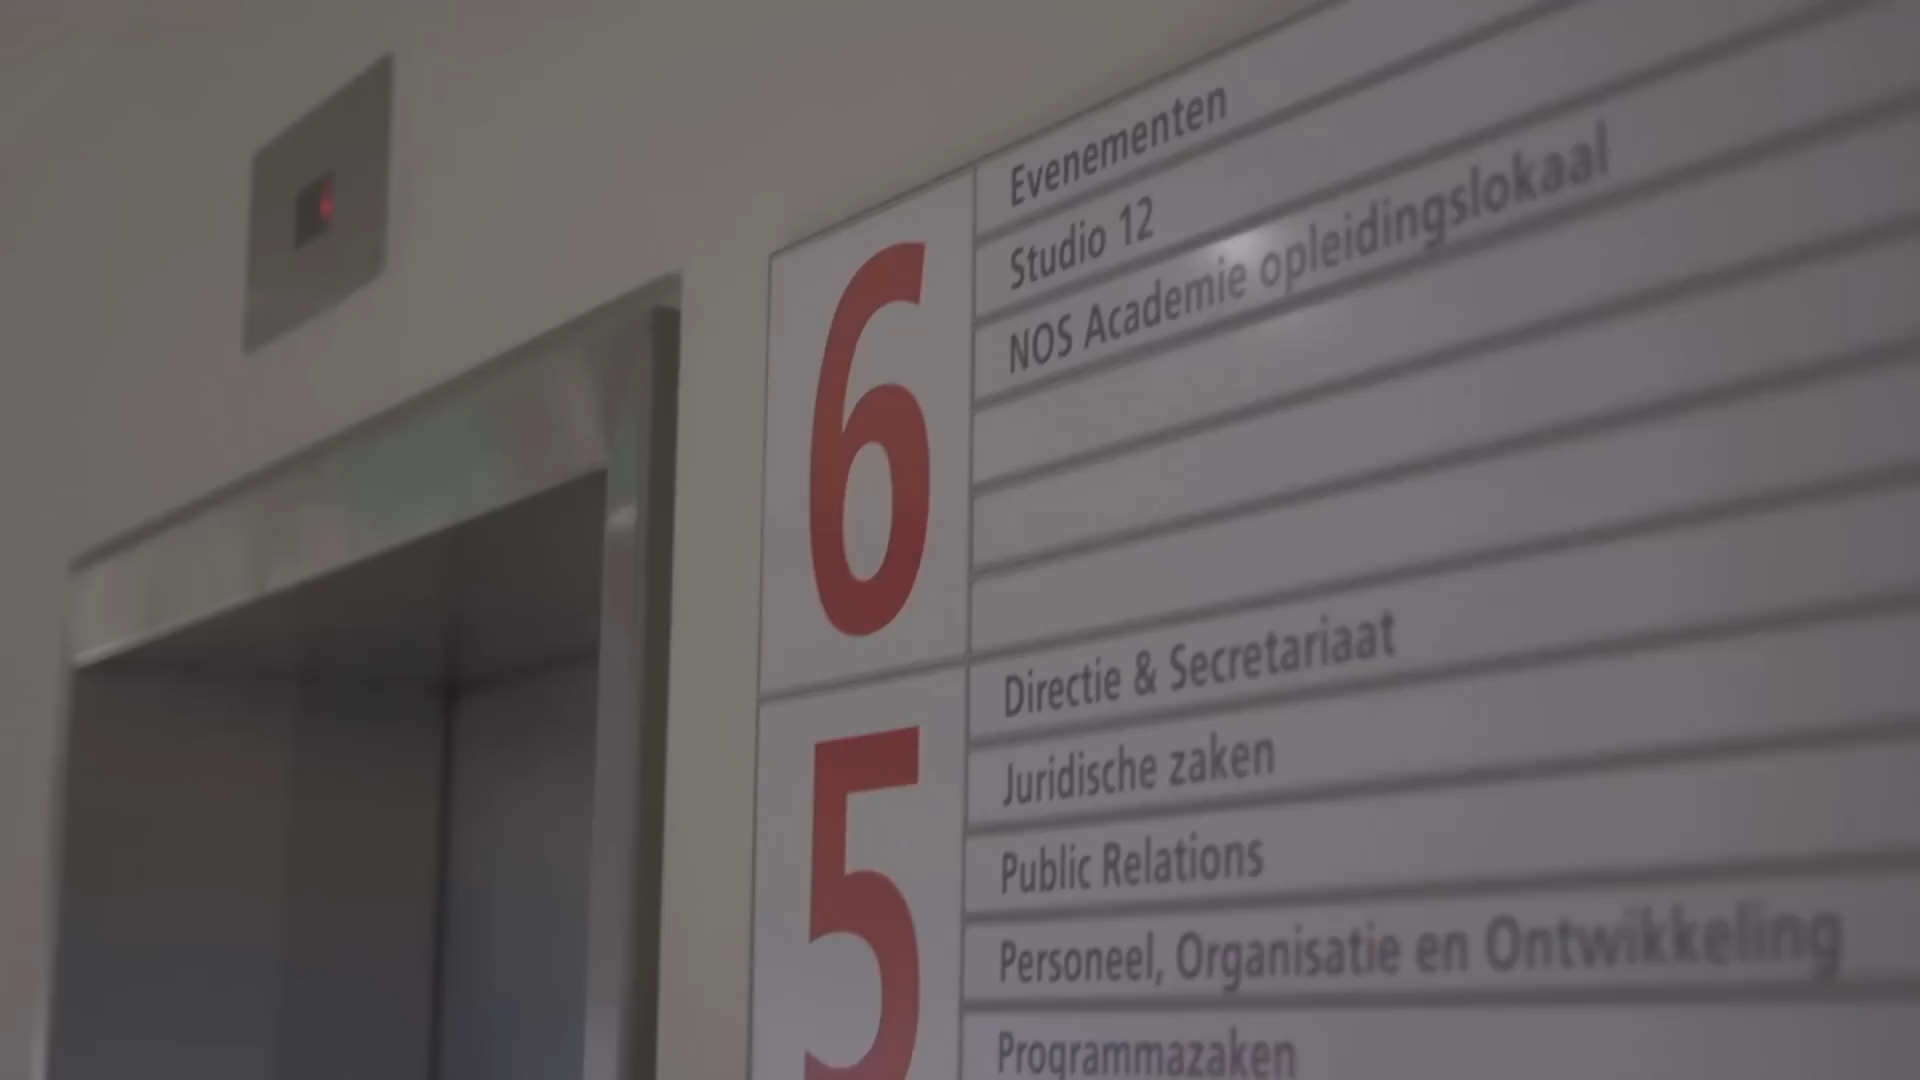 6
Evenementen
Studio 12
NOS Academie opleidingslokaal
5
Directie & Secretariaat
Juridische zaken
Public Relations
Personeel, Organisatie en Ontwikkeling
Programmazaken